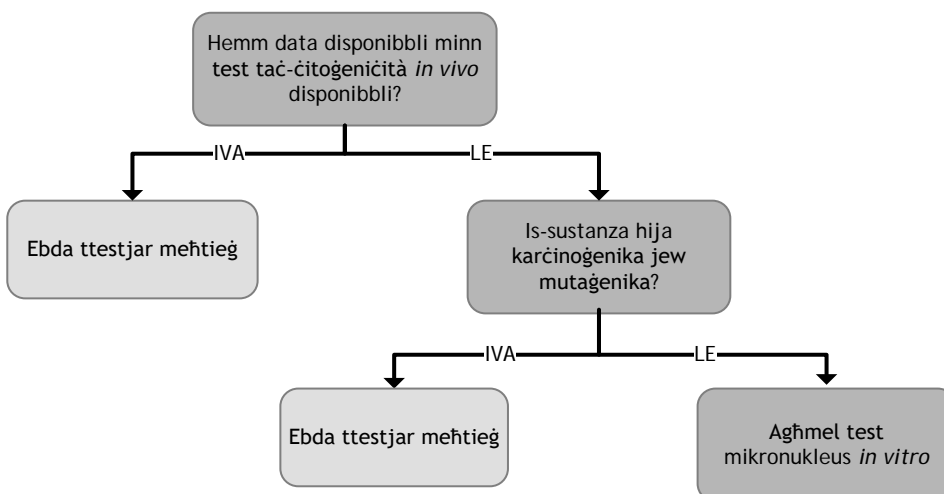 Hemm data disponibbli minn
test taċ-ċitoġeniċità in vivo
disponibbli?
IVA
LE
Ebda ttestjar meħtieġ
Is-sustanza hija
karċinoġenika jew
mutaġenika?
IVA
LE
Ebda ttestjar meħtieġ
Agħmel test
mikronukleus in vitro